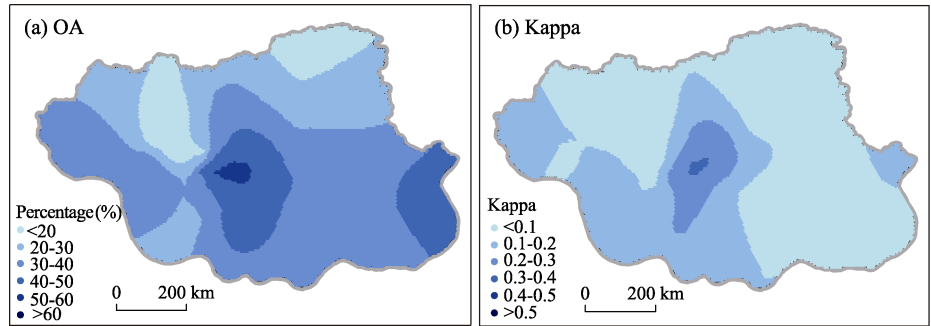 (a) OA
Percentage(%)
<20
20-30
30-40
40-50
50-60
>60
0 200 km
(b) Kappa
Kappa
<0.1
0.1-0.2
0.2-0.3
0.3-0.4
0.4-0.5
>0.5
0 200 km